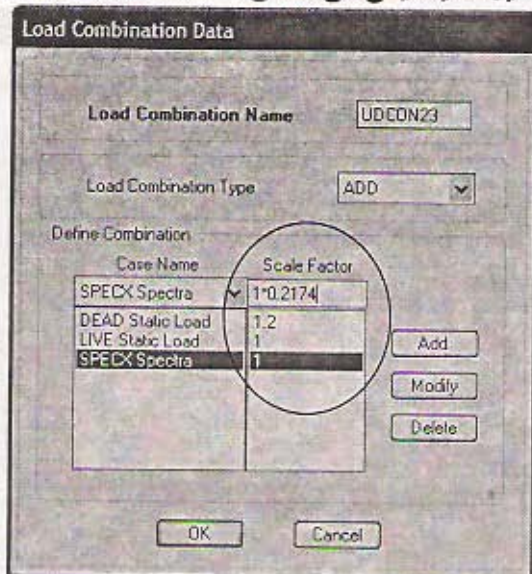 Load Combination Data
Load Combination Name UDCON23
Load Combination Type ADD
Define Combination
Case Name Scale Factor
SPECX Spectra 1*0.2174
DEAD Static Load 1.2
LIVE Static Load 1
SPECX Spectra 1
Add
Modify
Delete
OK Cancel